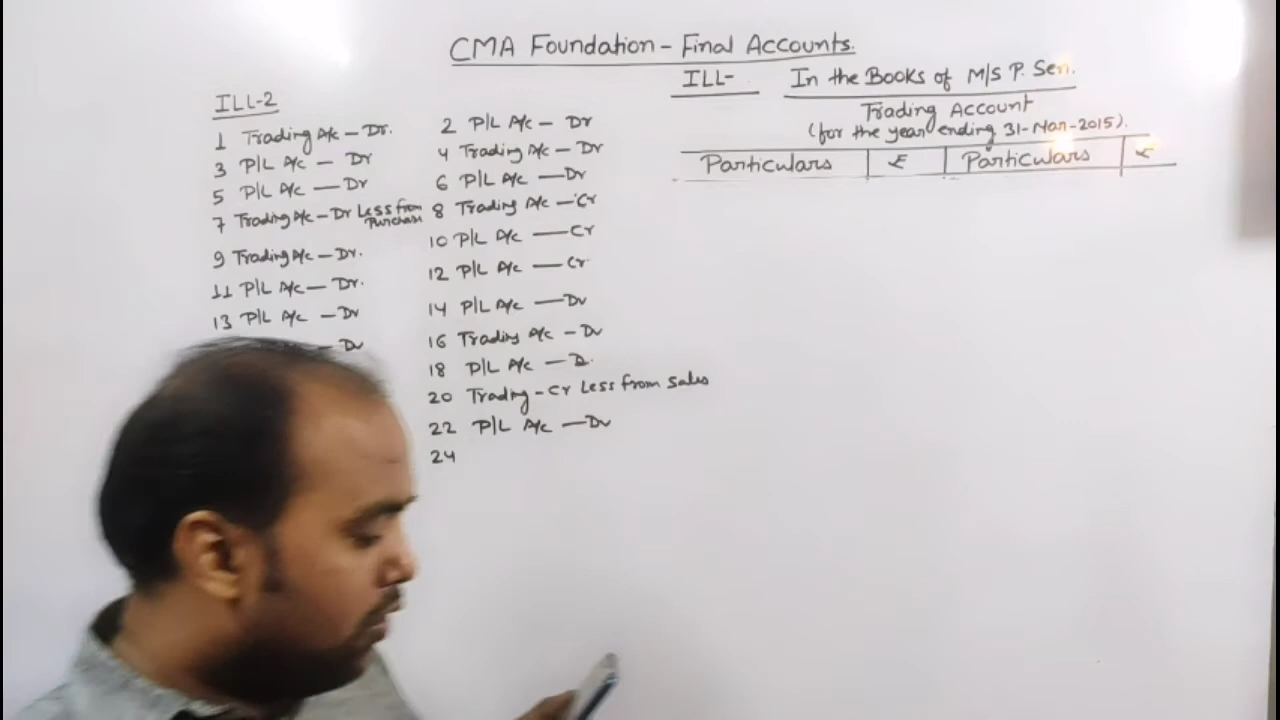 CMA Foundation - Final Accounts.
ILL-2
1 Trading A/c - Dr.
2 P/L A/c - Dr
3 P/L A/c - Dr
4 Trading A/c - Dr
5 P/L A/c - Dr
6 P/L A/c - Dr
7 Trading A/c - Dr Less from Purchase
8 Trading A/c - Cr
9 Trading A/c - Dr.
10 P/L A/c - Cr
11 P/L A/c - Dr.
12 P/L A/c - Cr
13 P/L A/c - Dr
14 P/L A/c - Dr
- Dr
16 Trading A/c - Dr
18 P/L A/c - D.
20 Trading - Cr Less from Sales
22 P/L A/c - Dr
24
ILL- In the Books of M/S P. Sen.
Trading Account
(for the year ending 31-Mar-2015).
Particulars ₹ Particulars ₹